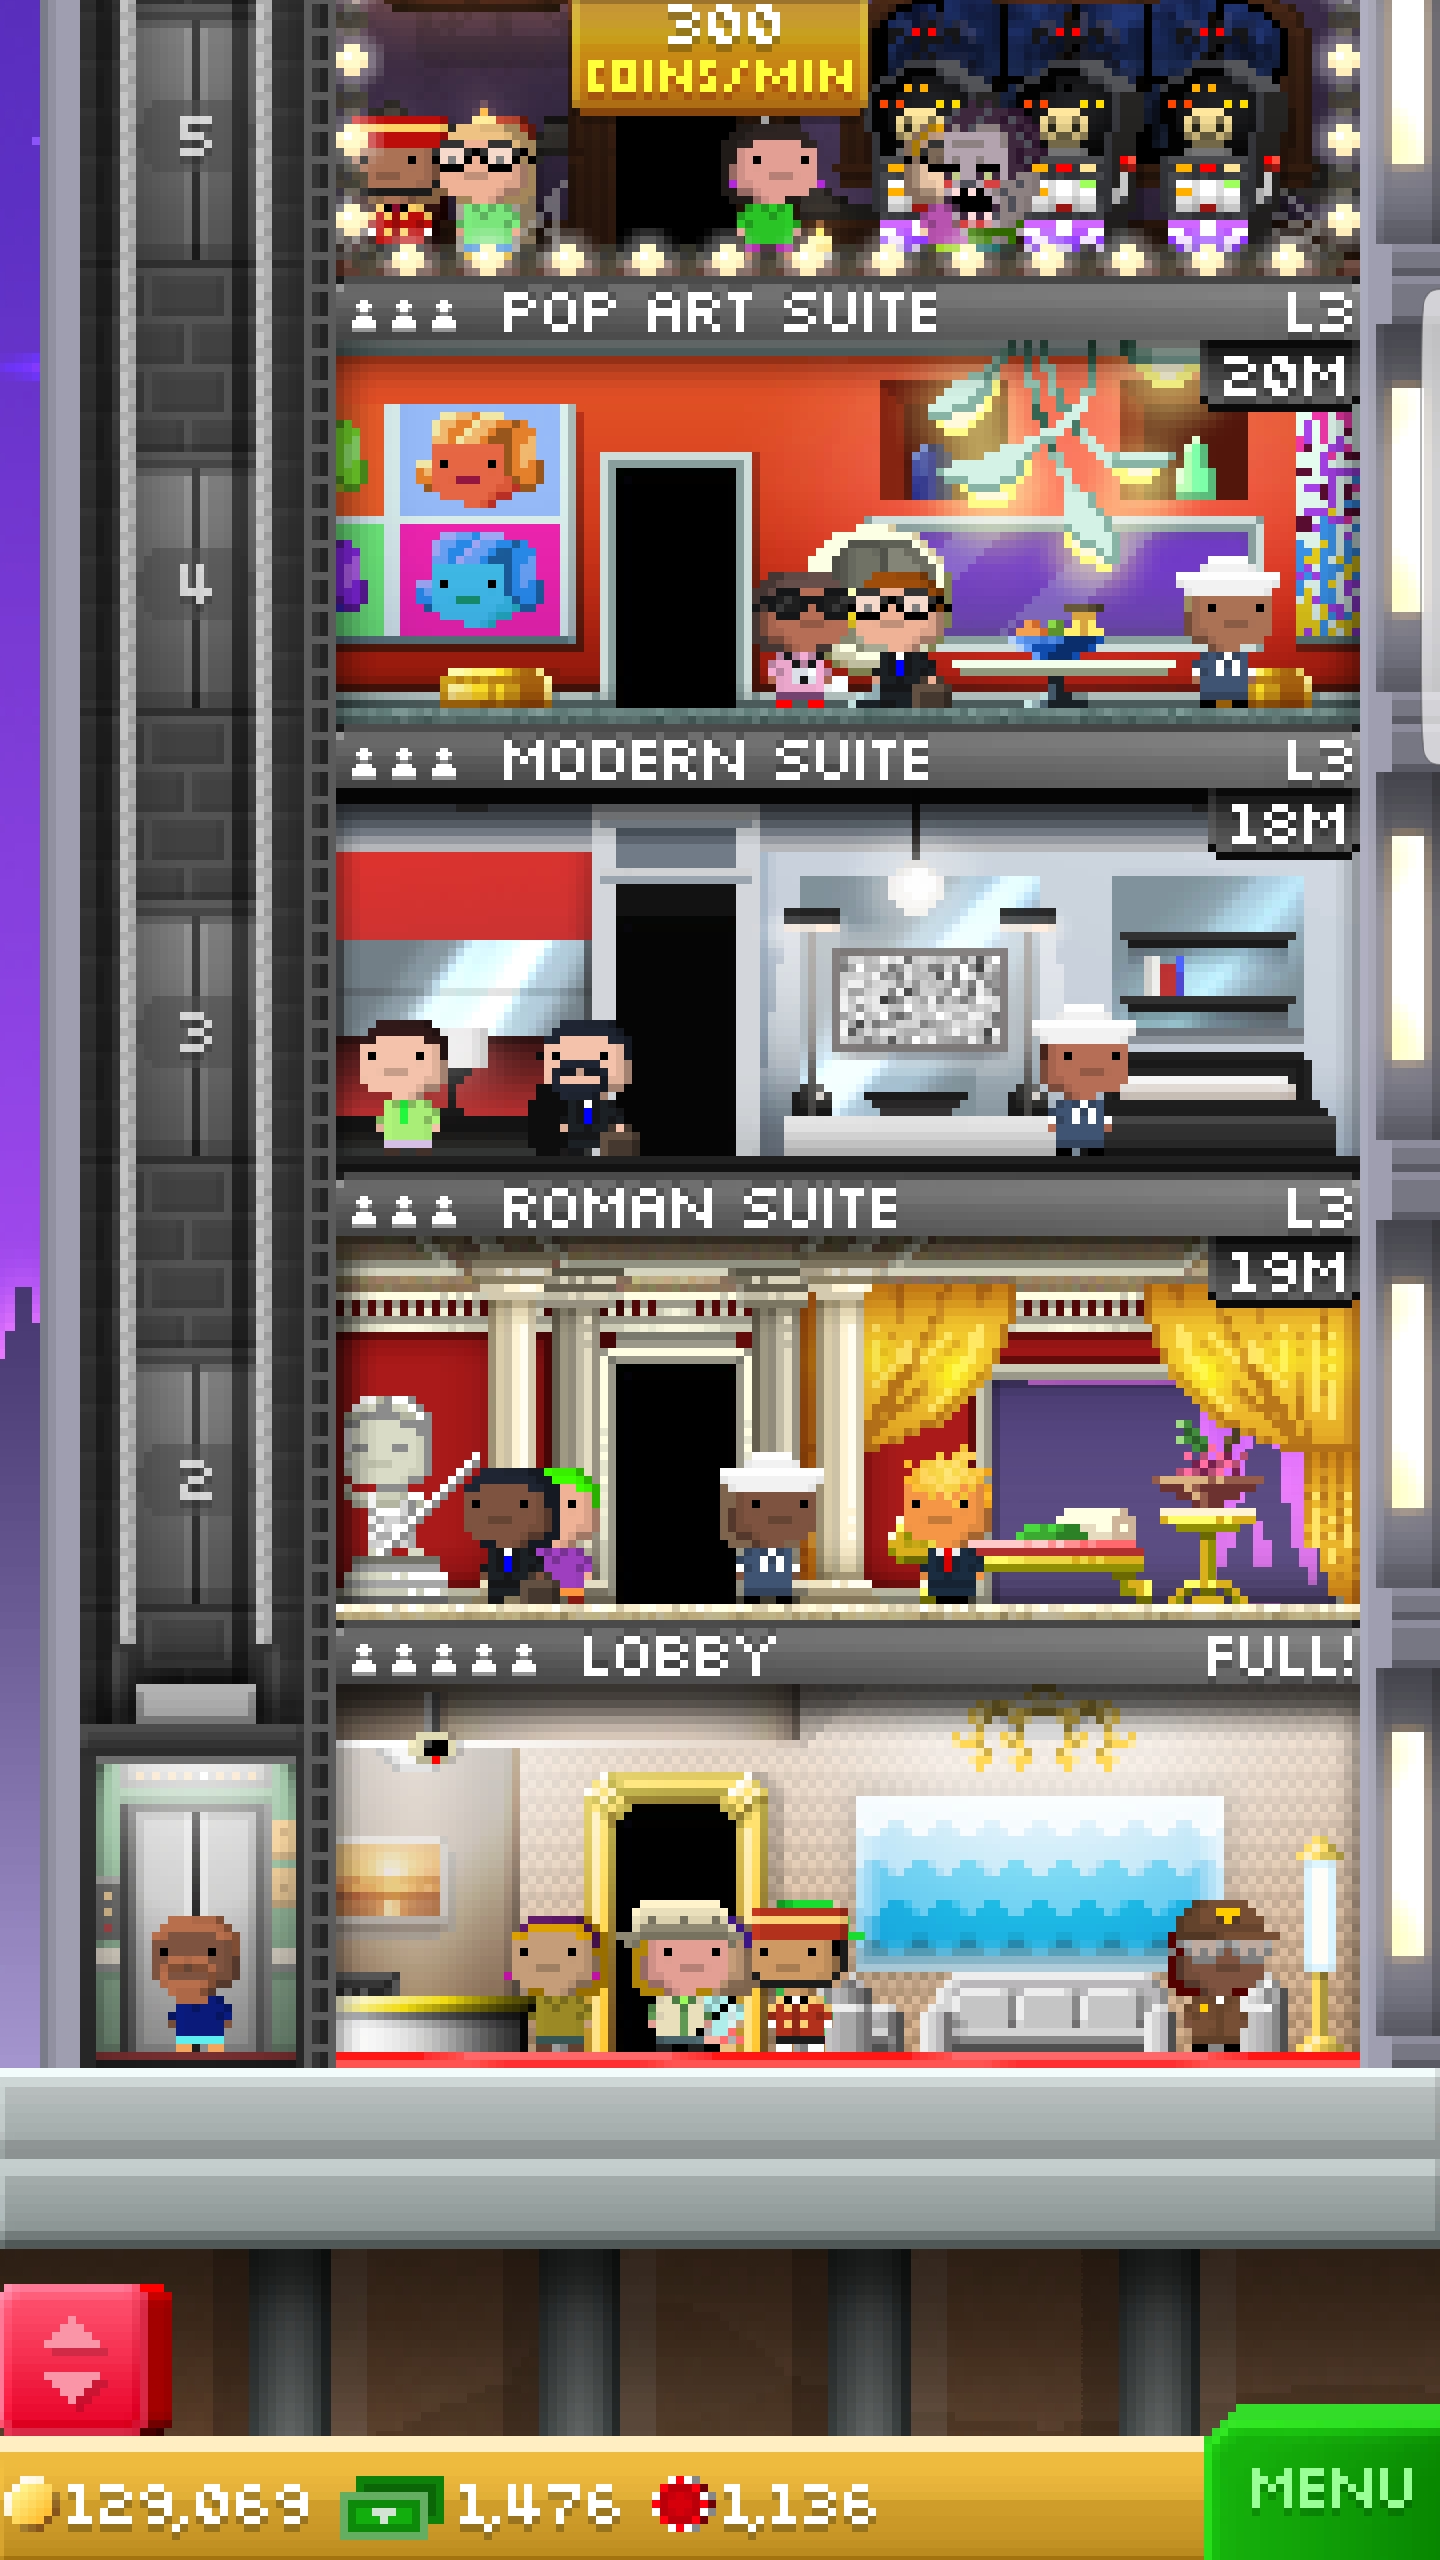 300
COINS/MIN
5
POP ART SUITE L3
20M
4
MODERN SUITE L3
18M
3
ROMAN SUITE L3
19M
2
LOBBY FULL!
129,069 1,476 1,136
MENU